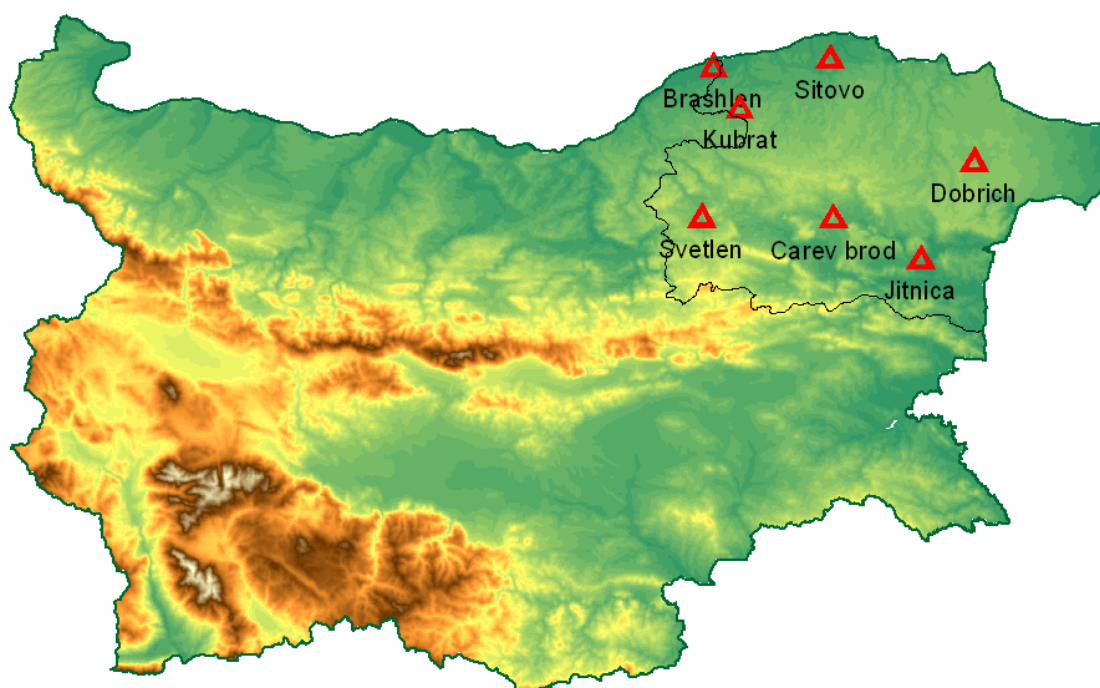 Sitovo
Brashlen
Kubrat
Dobrich
Svetlen
Carev brod
Jitnica